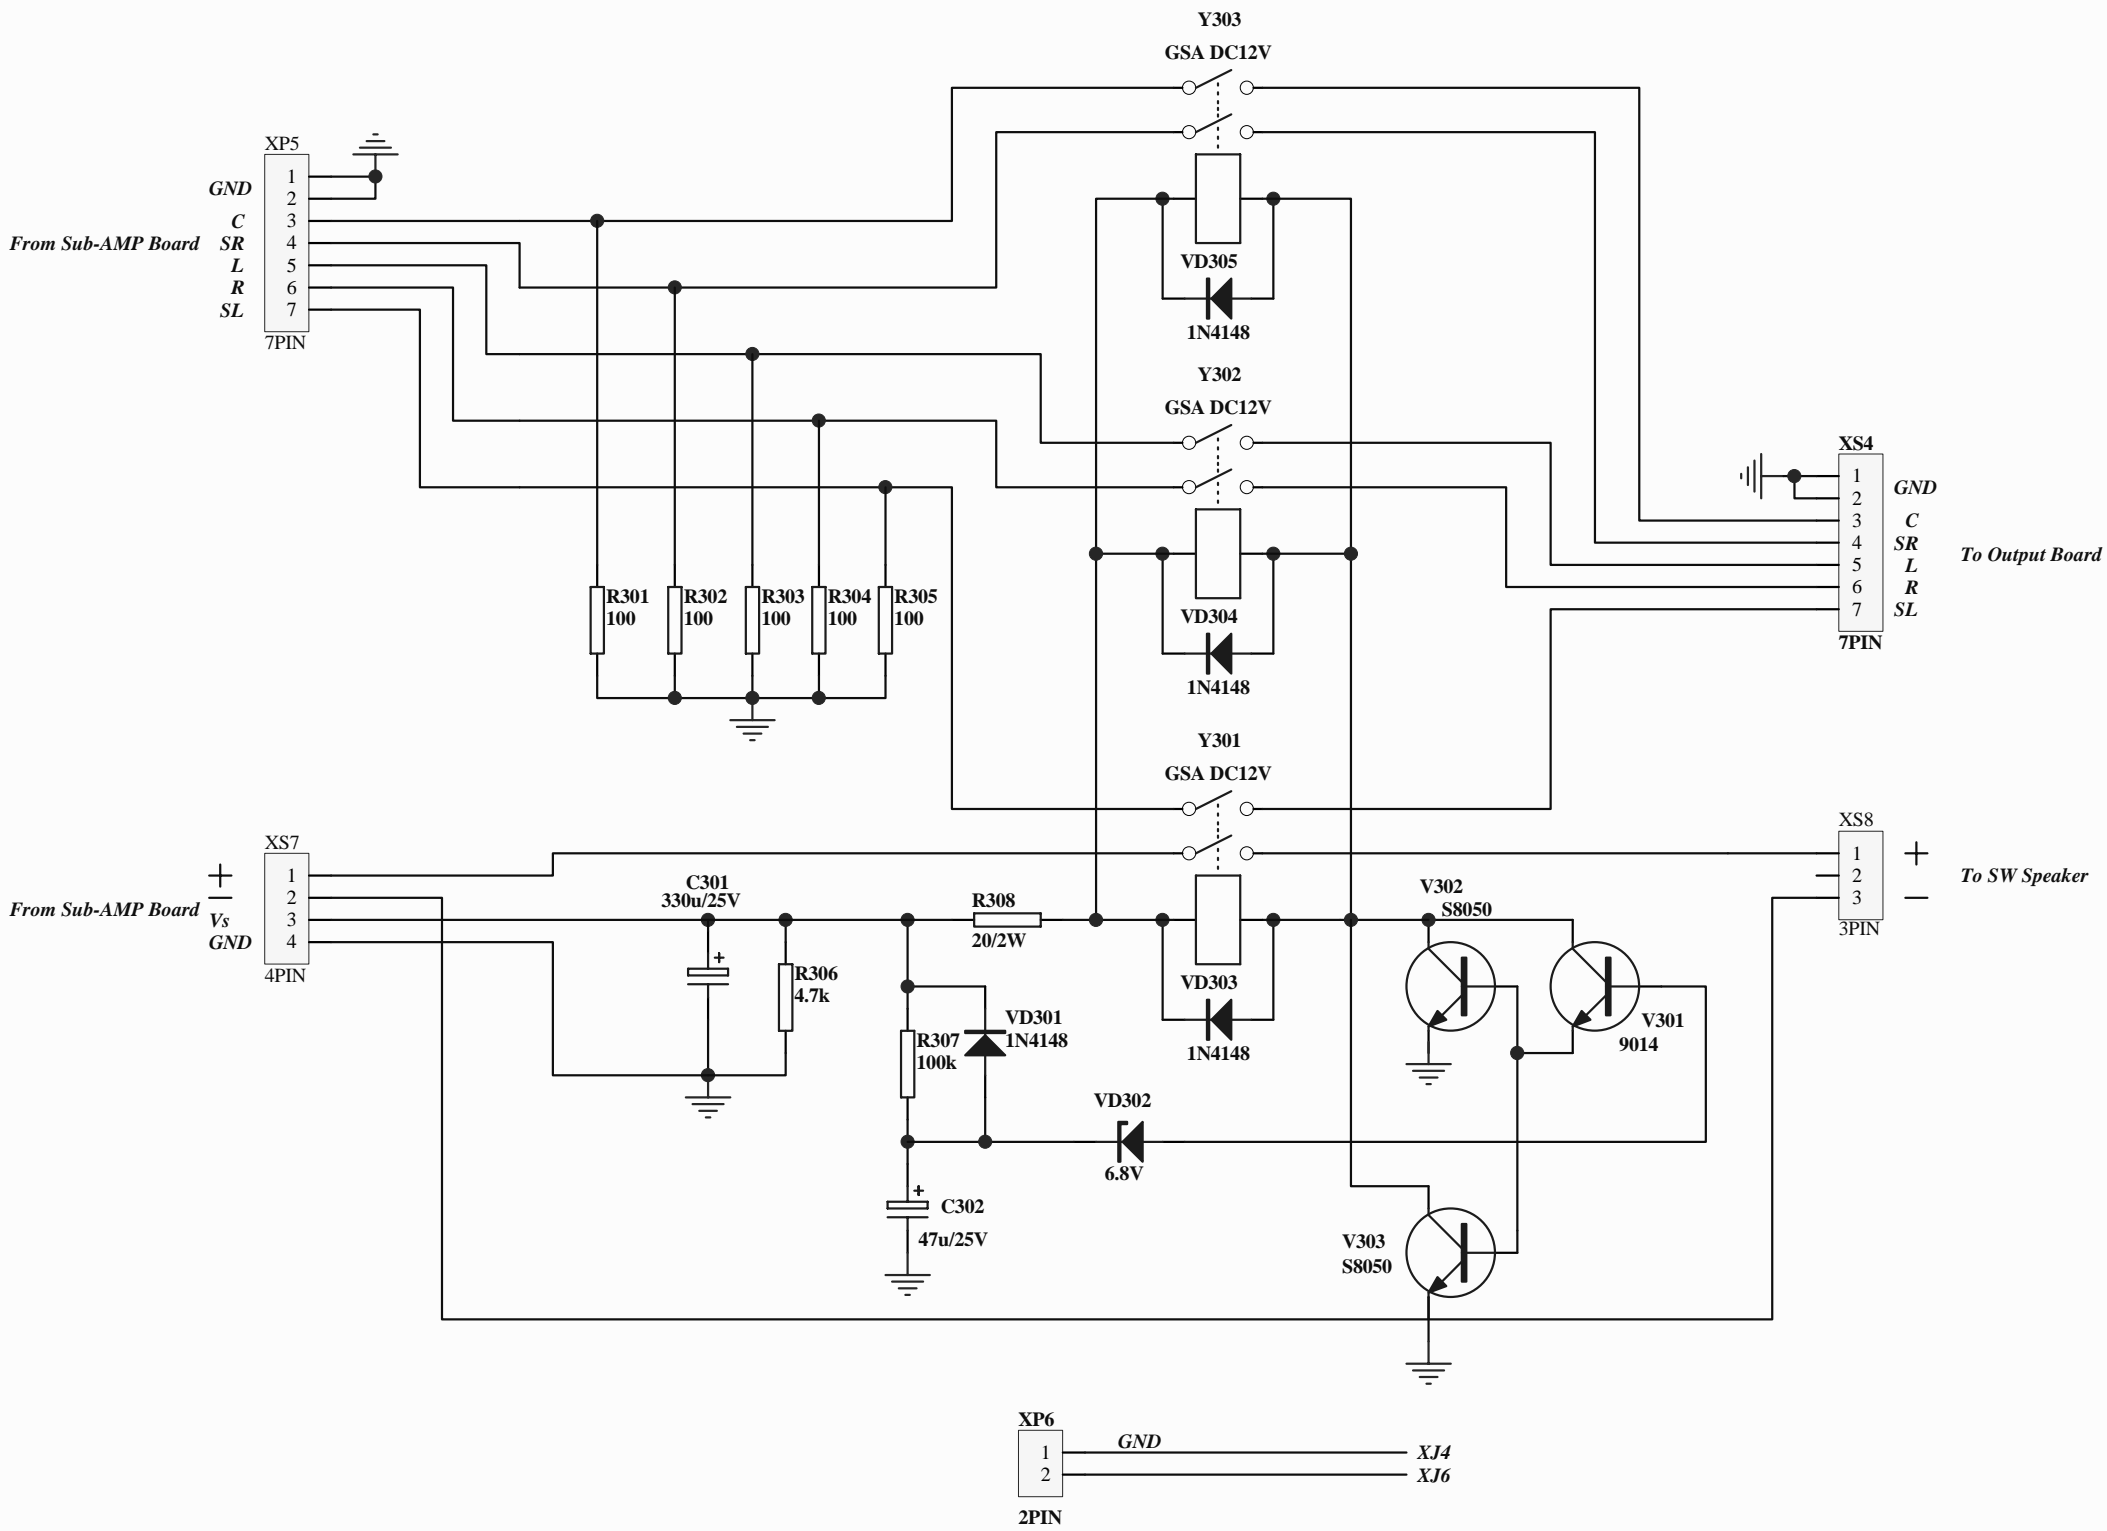 Y303
GSA DC12V
XP5
1
GND
2
C
3
From Sub-AMP Board
SR
4
L
5
R
6
SL
7
7PIN
VD305
1N4148
Y302
GSA DC12V
XS4
1
GND
2
3
C
4
SR
To Output Board
5
L
6
R
7
SL
7PIN
R301
100
R302
100
R303
100
R304
100
R305
100
VD304
1N4148
Y301
GSA DC12V
XS7
+
1
−
2
From Sub-AMP Board
Vs
3
GND
4
4PIN
C301
330u/25V
+
R306
4.7k
R308
20/2W
R307
100k
VD301
1N4148
VD303
1N4148
V302
S8050
V301
9014
XS8
1
+
2
To SW Speaker
3
−
3PIN
VD302
6.8V
+
C302
47u/25V
V303
S8050
XP6
1
GND
XJ4
2
XJ6
2PIN